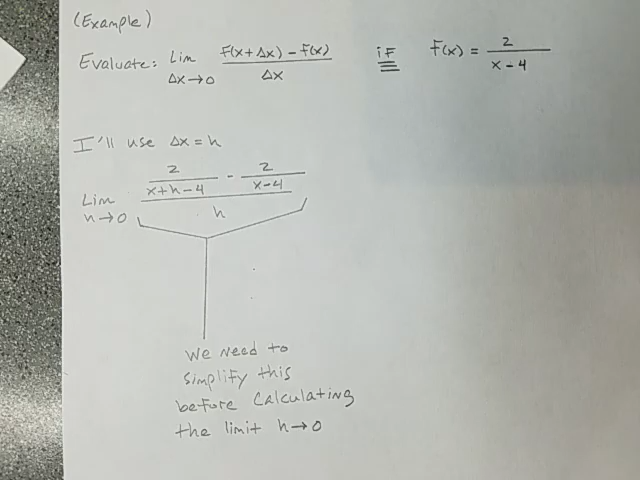 (Example)
Evaluate: Lim Δx→0 (f(x+Δx) - f(x)) / Δx if f(x) = 2 / (x-4)
I'll use Δx = h
Lim h→0 (2/(x+h-4) - 2/(x-4)) / h
We need to
simplify this
before calculating
the limit h→0